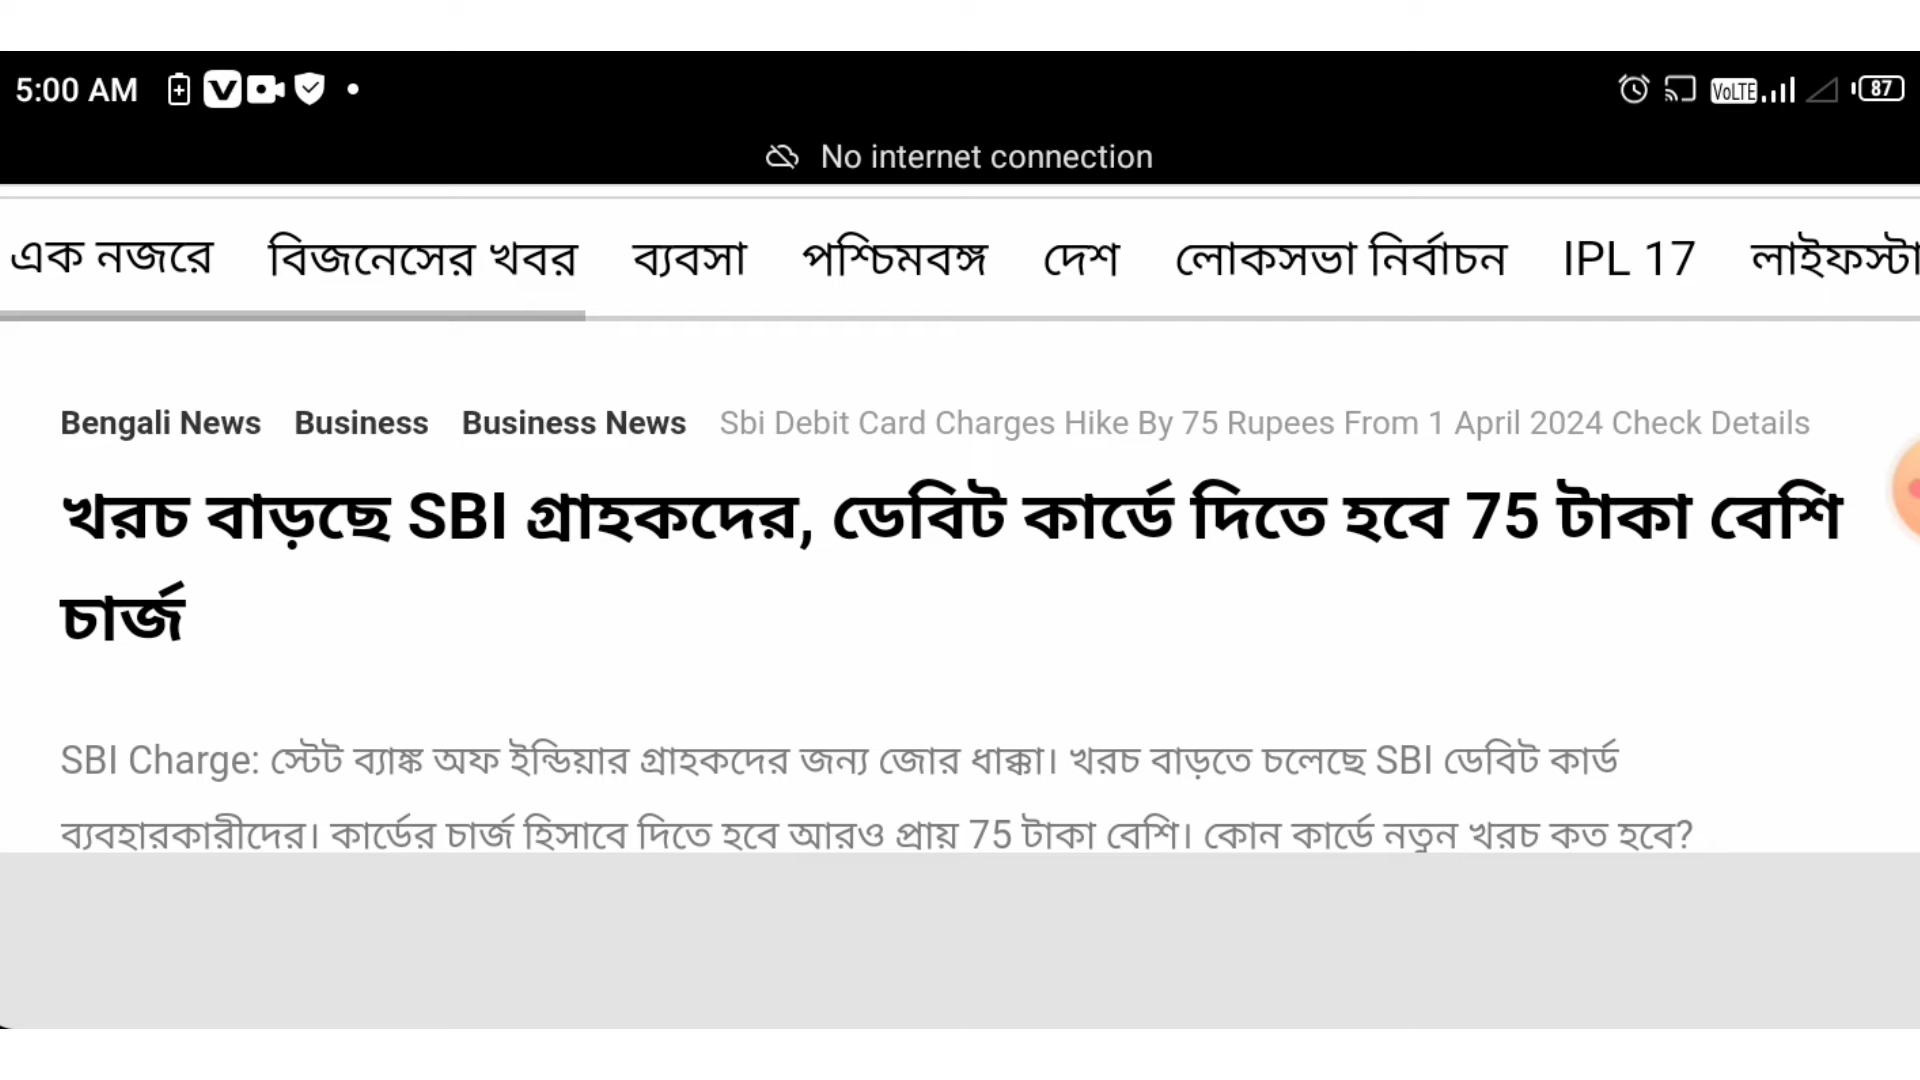 5:00 AM
VoLTE 87
No internet connection
এক নজরে বিজনেসের খবর ব্যবসা পশ্চিমবঙ্গ দেশ লোকসভা নির্বাচন IPL 17 লাইফস্টা
Bengali News Business Business News Sbi Debit Card Charges Hike By 75 Rupees From 1 April 2024 Check Details
খরচ বাড়ছে SBI গ্রাহকদের, ডেবিট কার্ডে দিতে হবে 75 টাকা বেশি
চার্জ
SBI Charge: স্টেট ব্যাঙ্ক অফ ইন্ডিয়ার গ্রাহকদের জন্য জোর ধাক্কা। খরচ বাড়তে চলেছে SBI ডেবিট কার্ড
ব্যবহারকারীদের। কার্ডের চার্জ হিসাবে দিতে হবে আরও প্রায় 75 টাকা বেশি। কোন কার্ডে নতুন খরচ কত হবে?